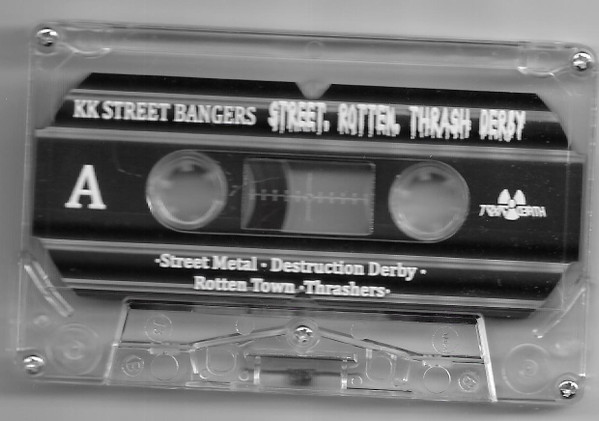 KK STREET BANGERS STREET, ROTTEN, THRASH DERBY
A
·Street Metal · Destruction Derby ·
Rotten Town ·Thrashers·